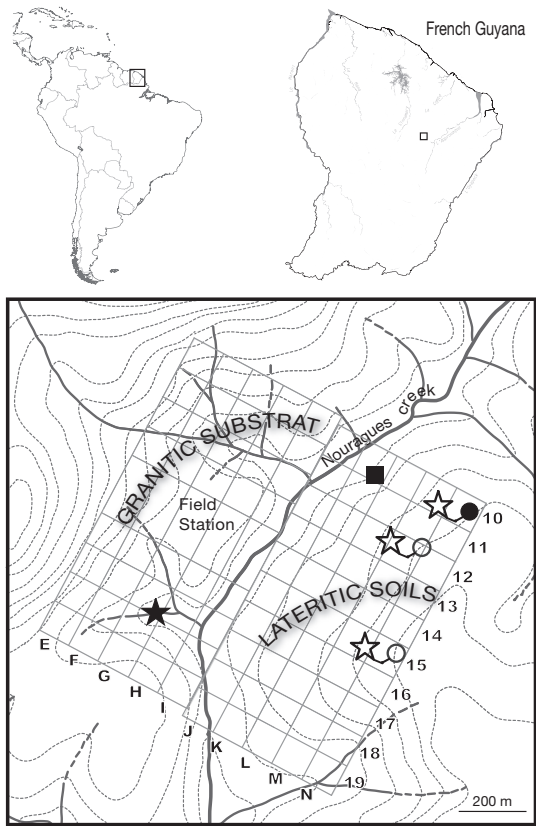 French Guyana
Nouragues creek
GRANITIC SUBSTRAT
Field
Station
LATERITIC SOILS
10
11
12
13
14
15
16
17
18
19
E
F
G
H
I
J
K
L
M
N
200 m